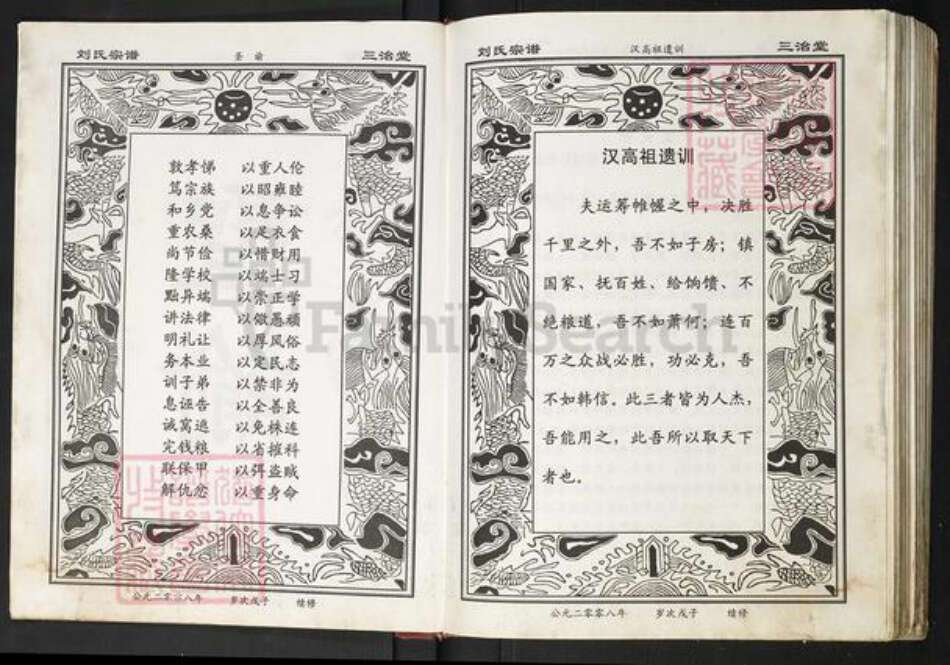 刘氏宗谱 圣谕 三治堂
敦孝悌 以重人伦
笃宗族 以昭雍睦
和乡党 以息争讼
重农桑 以足衣食
尚节俭 以惜财用
隆学校 以端士习
黜异端 以崇正学
讲法律 以儆愚顽
明礼让 以厚风俗
务本业 以定民志
训子弟 以禁非为
息诬告 以全善良
诫窝逃 以免株连
完钱粮 以省摧科
联保甲 以弭盗贼
解仇忿 以重身命
公元二零零八年 岁次戊子 续修
刘氏宗谱 汉高祖遗训 三治堂
汉高祖遗训
夫运筹帷幄之中，决胜
千里之外，吾不如子房；镇
国家、抚百姓、给饷馈、不
绝粮道，吾不如萧何；连百
万之众战必胜，功必克，吾
不如韩信。此三者皆为人杰，
吾能用之，此吾所以取天下
者也。
公元二零零八年 岁次戊子 续修
FamilySearch